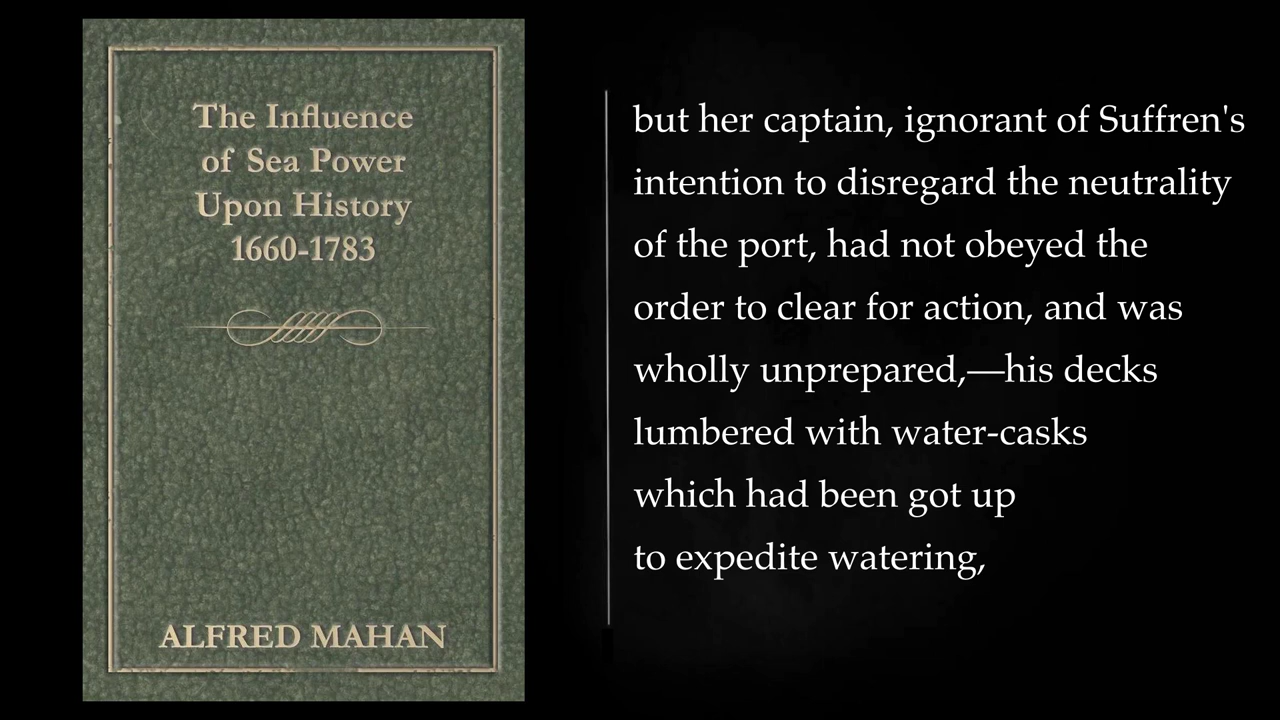 The Influence
of Sea Power
Upon History
1660-1783
ALFRED MAHAN
but her captain, ignorant of Suffren's
intention to disregard the neutrality
of the port, had not obeyed the
order to clear for action, and was
wholly unprepared,—his decks
lumbered with water-casks
which had been got up
to expedite watering,